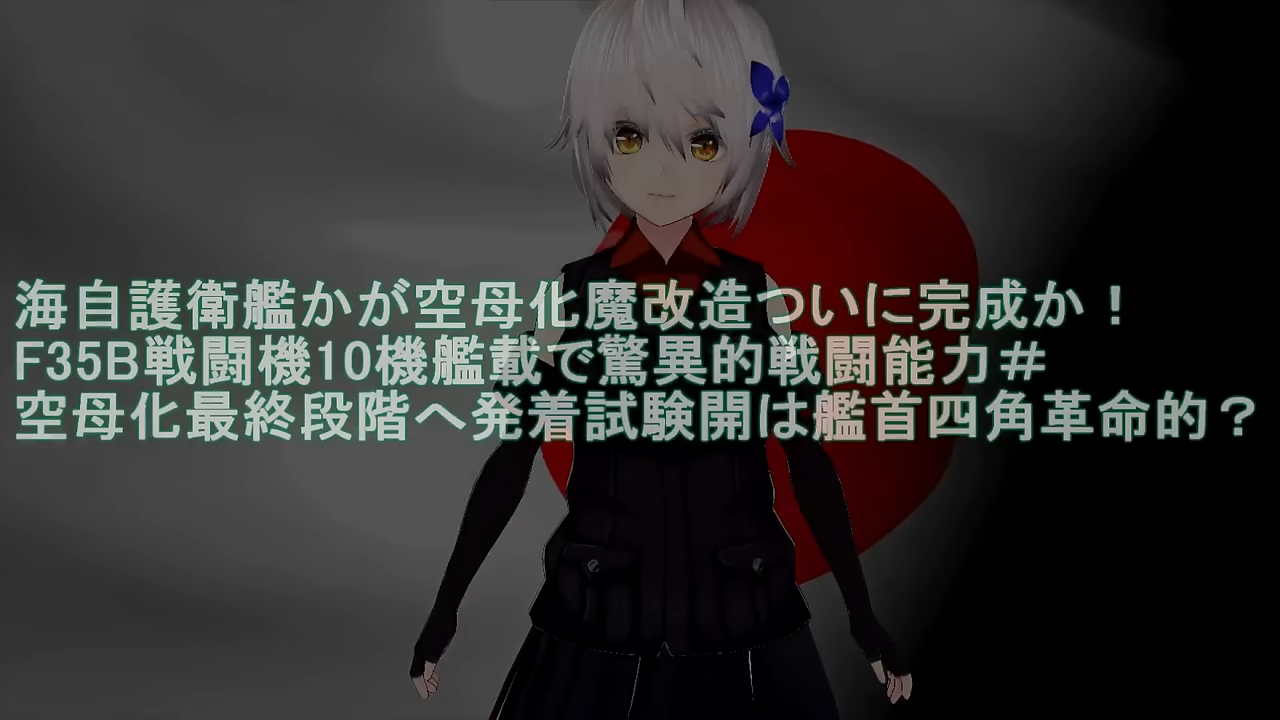 海自護衛艦かが空母化魔改造ついに完成か！
F35B戦闘機10機艦載で驚異的戦闘能力＃
空母化最終段階へ発着試験開は艦首四角革命的？